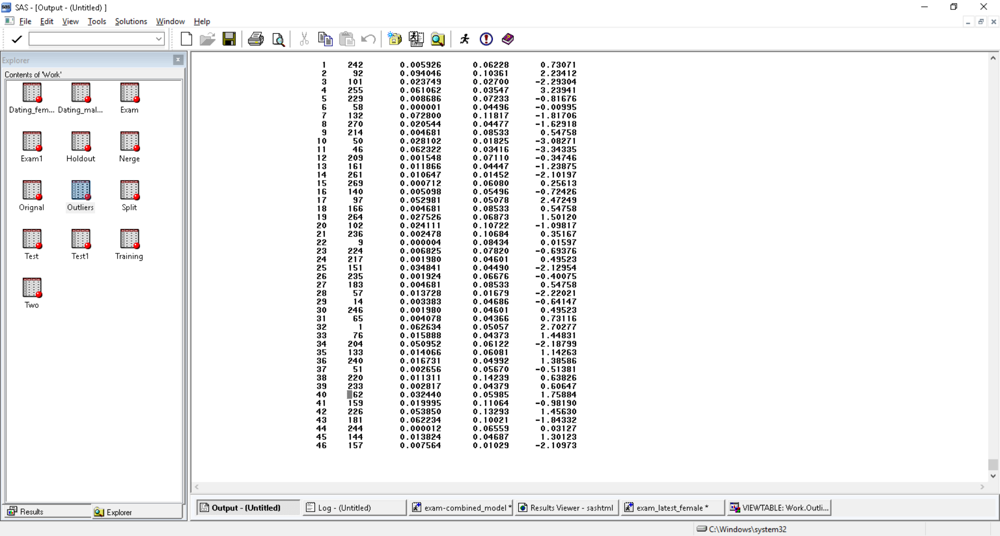 SAS - [Output - (Untitled) ]
File Edit View Tools Solutions Window Help
Explorer
Contents of 'Work'
Dating_fem... Dating_mal... Exam
Exam1 Holdout Nerge
Orignal Outliers Split
Test Test1 Training
Two
1 242 0.005926 0.06228 0.73071
2 92 0.094046 0.10361 2.23412
3 101 0.023749 0.02700 -2.29304
4 255 0.061062 0.03547 3.23941
5 229 0.008686 0.07233 -0.81676
6 58 0.000001 0.04496 -0.00995
7 132 0.072800 0.11817 -1.81706
8 270 0.020544 0.04477 -1.62918
9 214 0.004681 0.08533 0.54758
10 50 0.028102 0.01825 -3.08271
11 46 0.062322 0.03416 -3.34335
12 209 0.001548 0.07110 -0.34746
13 161 0.011866 0.04447 -1.23875
14 261 0.010647 0.01452 -2.10197
15 269 0.000712 0.06080 0.25613
16 140 0.005098 0.05496 -0.72426
17 97 0.052981 0.05078 2.47249
18 166 0.004681 0.08533 0.54758
19 264 0.027526 0.06873 1.50120
20 102 0.024111 0.10722 -1.09817
21 236 0.002478 0.10684 0.35167
22 9 0.000004 0.08434 0.01597
23 224 0.006825 0.07820 -0.69376
24 217 0.001980 0.04601 0.49523
25 151 0.034841 0.04490 -2.12954
26 235 0.001924 0.06676 -0.40075
27 183 0.004681 0.08533 0.54758
28 57 0.013728 0.01679 -2.22021
29 14 0.003383 0.04686 -0.64147
30 246 0.001980 0.04601 0.49523
31 65 0.004078 0.04366 0.73116
32 1 0.062634 0.05057 2.70277
33 76 0.015888 0.04373 1.44831
34 204 0.050952 0.06122 -2.18799
35 133 0.014066 0.06081 1.14263
36 240 0.016731 0.04992 1.38586
37 51 0.002656 0.05670 -0.51381
38 220 0.011311 0.14239 0.63826
39 233 0.002817 0.04379 0.60647
40 62 0.032440 0.05985 1.75884
41 159 0.019995 0.11064 -0.98190
42 226 0.053850 0.13293 1.45630
43 181 0.062234 0.10021 -1.84332
44 244 0.000012 0.06559 0.03127
45 144 0.013824 0.04687 1.30123
46 157 0.007564 0.01029 -2.10973
Results Explorer
Output - (Untitled) Log - (Untitled) exam-combined_model * Results Viewer - sashtml exam_latest_female * VIEWTABLE: Work.Outli...
C:\Windows\system32